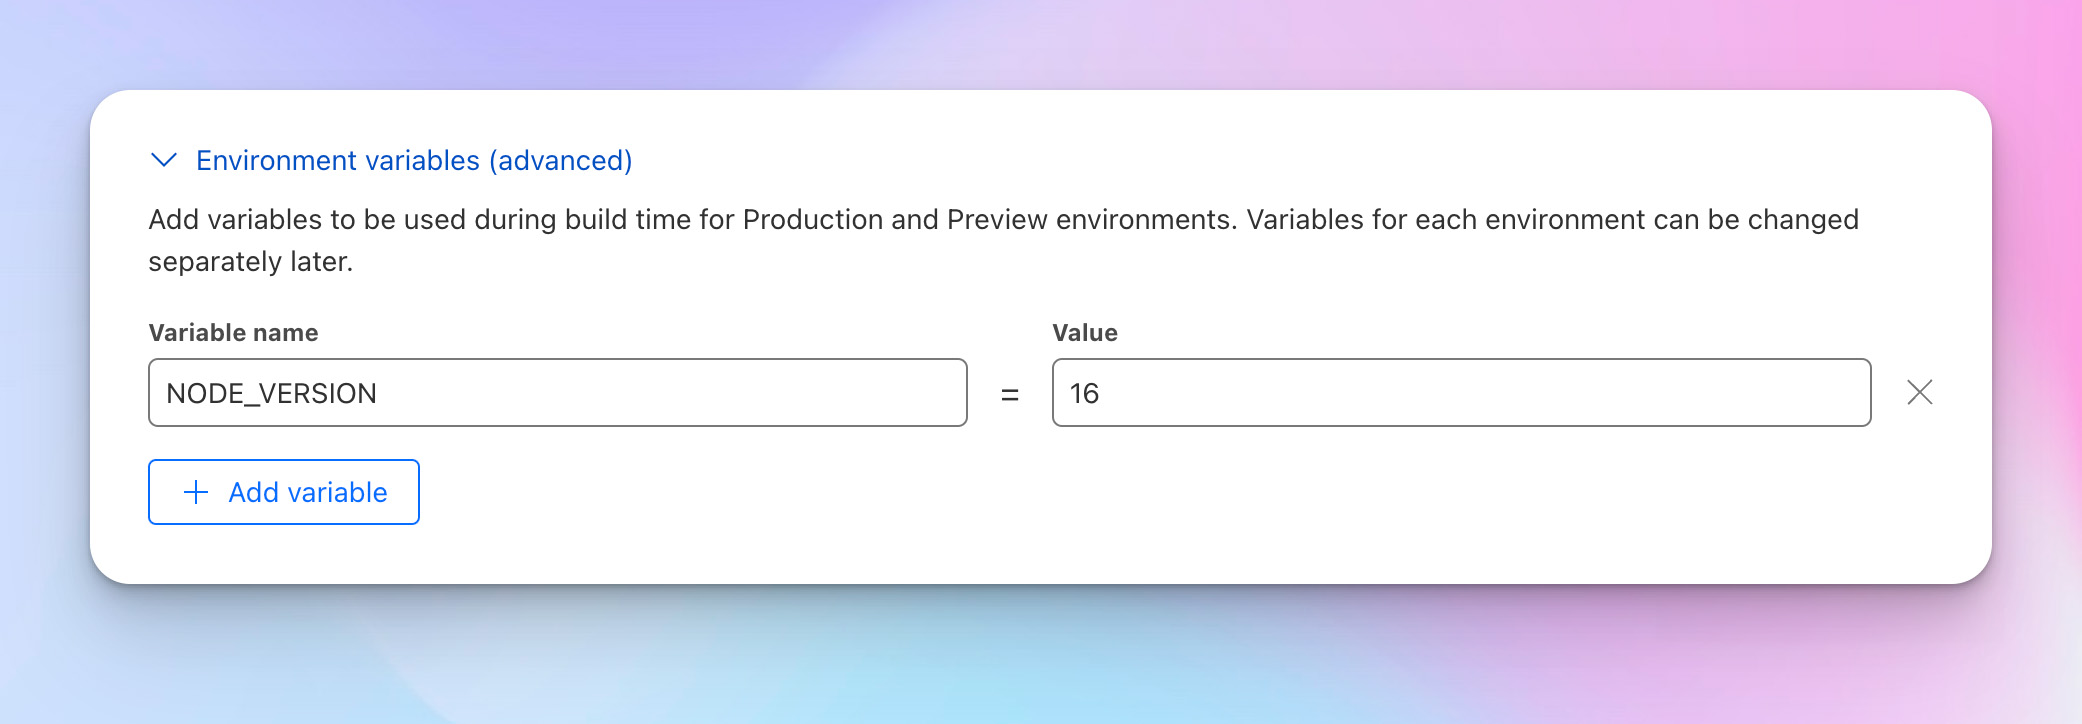 Environment variables (advanced)
Add variables to be used during build time for Production and Preview environments. Variables for each environment can be changed
separately later.
Variable name
Value
NODE_VERSION
=
16
Add variable